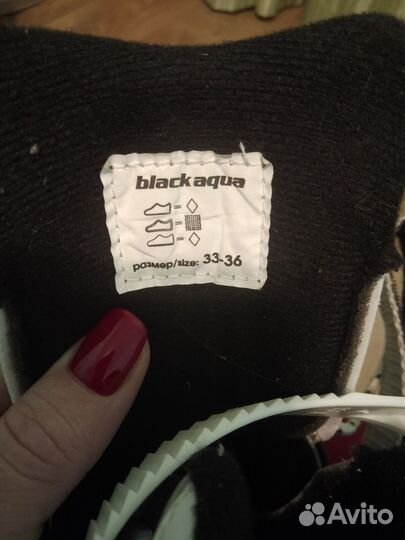 black aqua
=
=
=
размер/size: 33-36
Avito